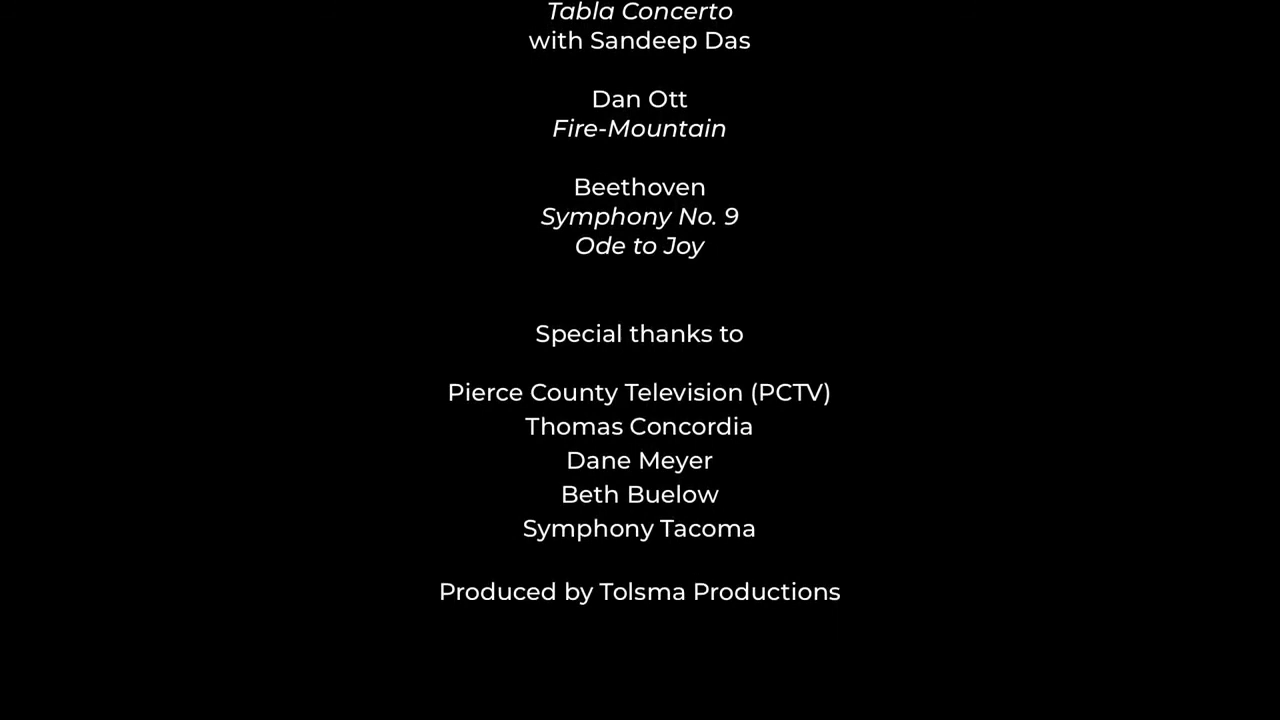 Tabla Concerto
with Sandeep Das
Dan Ott
Fire-Mountain
Beethoven
Symphony No. 9
Ode to Joy
Special thanks to
Pierce County Television (PCTV)
Thomas Concordia
Dane Meyer
Beth Buelow
Symphony Tacoma
Produced by Tolsma Productions